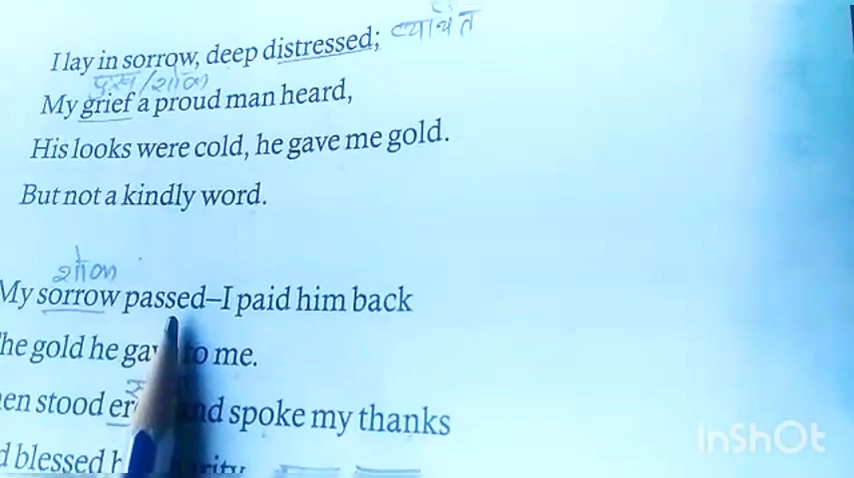 I lay in sorrow, deep distressed; व्यथित
दुःख/शोक
My grief a proud man heard,
His looks were cold, he gave me gold.
But not a kindly word.
शोक
My sorrow passed–I paid him back
he gold he ga to me.
en stood er nd spoke my thanks
d blessed h rity
InShOt